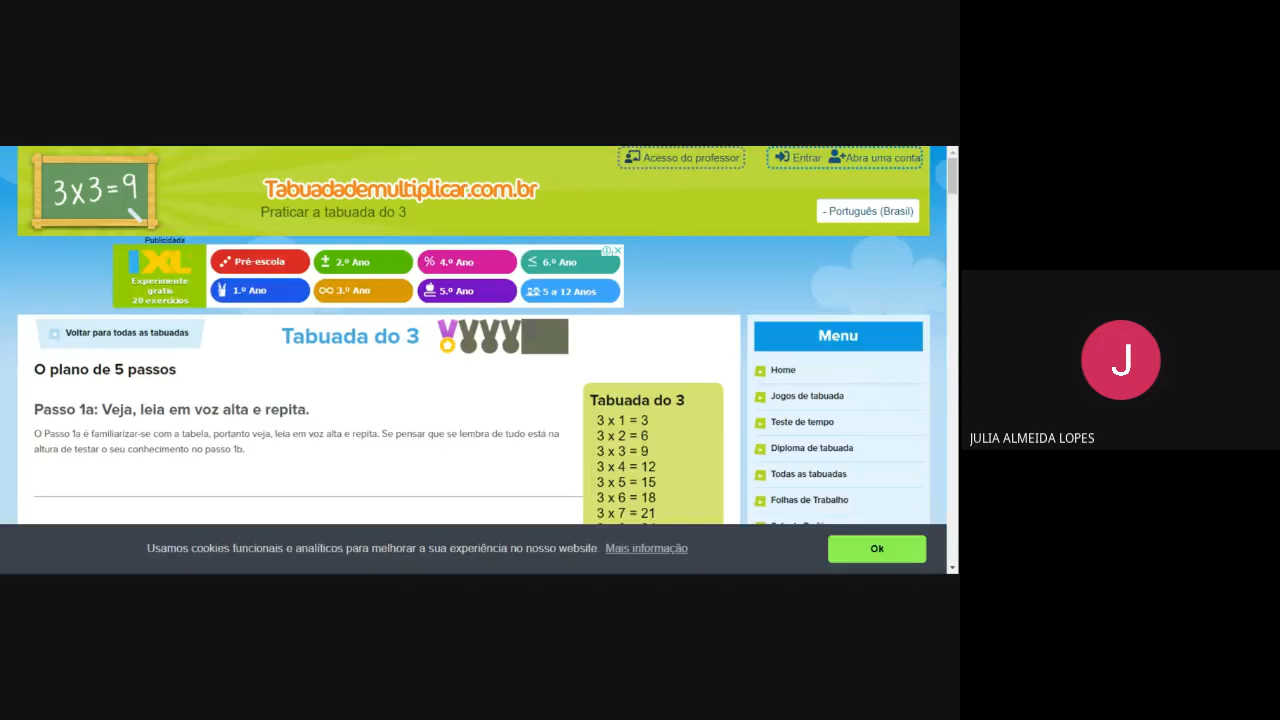 Acesso do professor
Entrar
Abra uma conta
3x3=9
Tabuadademultiplicar.com.br
Praticar a tabuada do 3
- Português (Brasil)
Publicidada
IXL
Experimente
gratis
20 exercícios
Pré-escola
± 2.º Ano
% 4.º Ano
≤ 6.º Ano
1.º Ano
∞ 3.º Ano
5.º Ano
5 a 12 Anos
Voltar para todas as tabuadas
Tabuada do 3
O plano de 5 passos
Passo 1a: Veja, leia em voz alta e repita.
O Passo 1a é familiarizar-se com a tabela, portanto veja, leia em voz alta e repita. Se pensar que se lembra de tudo está na
altura de testar o seu conhecimento no passo 1b.
Tabuada do 3
3 x 1 = 3
3 x 2 = 6
3 x 3 = 9
3 x 4 = 12
3 x 5 = 15
3 x 6 = 18
3 x 7 = 21
Menu
Home
Jogos de tabuada
Teste de tempo
Diploma de tabuada
Todas as tabuadas
Folhas de Trabalho
Usamos cookies funcionais e analíticos para melhorar a sua experiência no nosso website. Mais informação
Ok
J
JULIA ALMEIDA LOPES